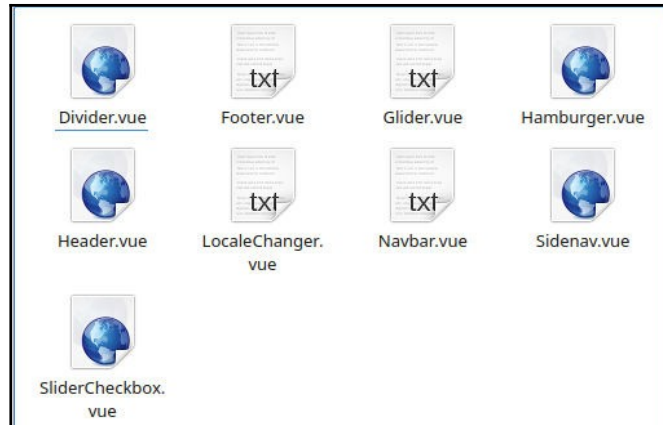 txt
txt
Divider.vue
Footer.vue
Glider.vue
Hamburger.vue
txt
txt
Header.vue
LocaleChanger.
vue
Navbar.vue
Sidenav.vue
SliderCheckbox.
vue